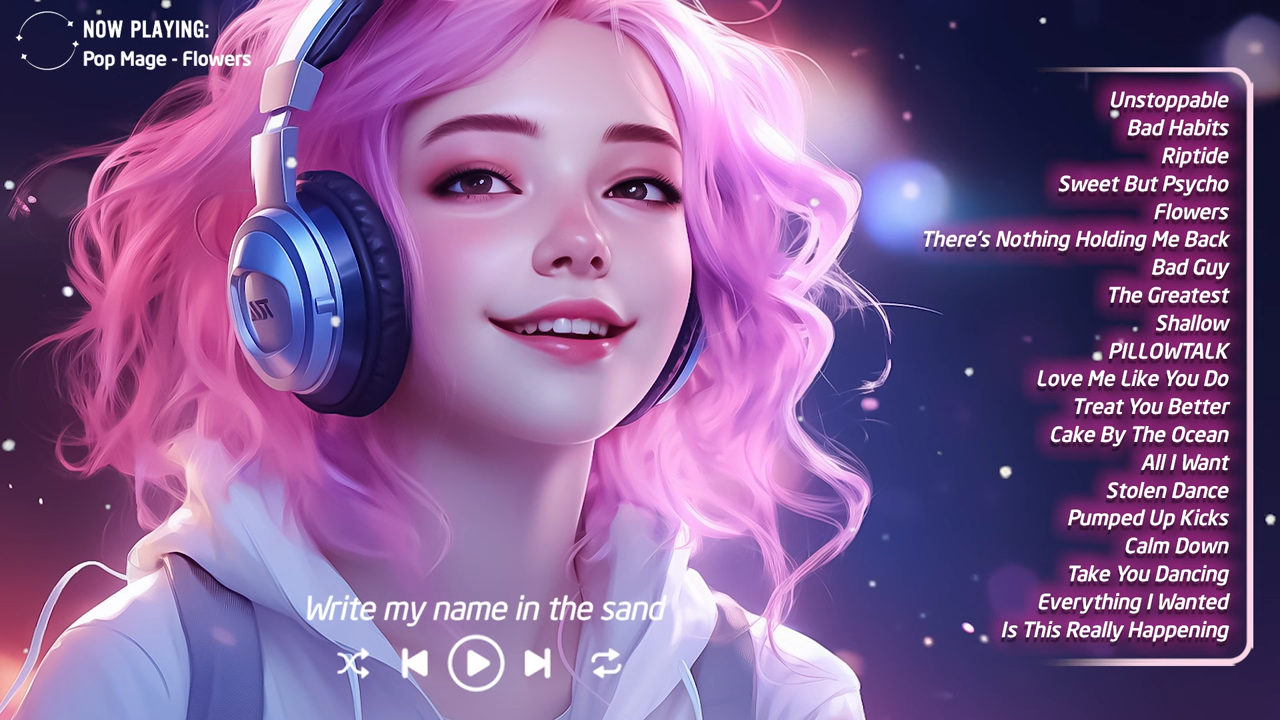 NOW PLAYING:
Pop Mage - Flowers
Unstoppable
Bad Habits
Riptide
Sweet But Psycho
Flowers
There's Nothing Holding Me Back
Bad Guy
The Greatest
Shallow
PILLOWTALK
Love Me Like You Do
Treat You Better
Cake By The Ocean
All I Want
Stolen Dance
Pumped Up Kicks
Calm Down
Take You Dancing
Everything I Wanted
Is This Really Happening
Write my name in the sand